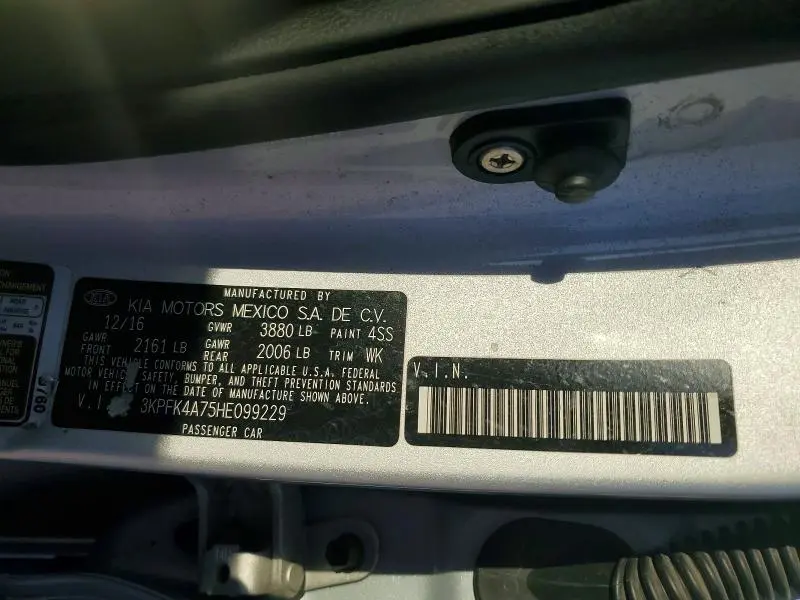 MANUFACTURED BY
KIA KIA MOTORS MEXICO S.A. DE C.V.
12/16 GVWR 3880 LB PAINT 4SS
GAWR FRONT 2161 LB GAWR REAR 2006 LB TRIM WK
THIS VEHICLE CONFORMS TO ALL APPLICABLE U.S.A. FEDERAL
MOTOR VEHICLE SAFETY, BUMPER, AND THEFT PREVENTION STANDARDS
IN EFFECT ON THE DATE OF MANUFACTURE SHOWN ABOVE.
V.I 3KPFK4A75HE099229
PASSENGER CAR
V.I.N.